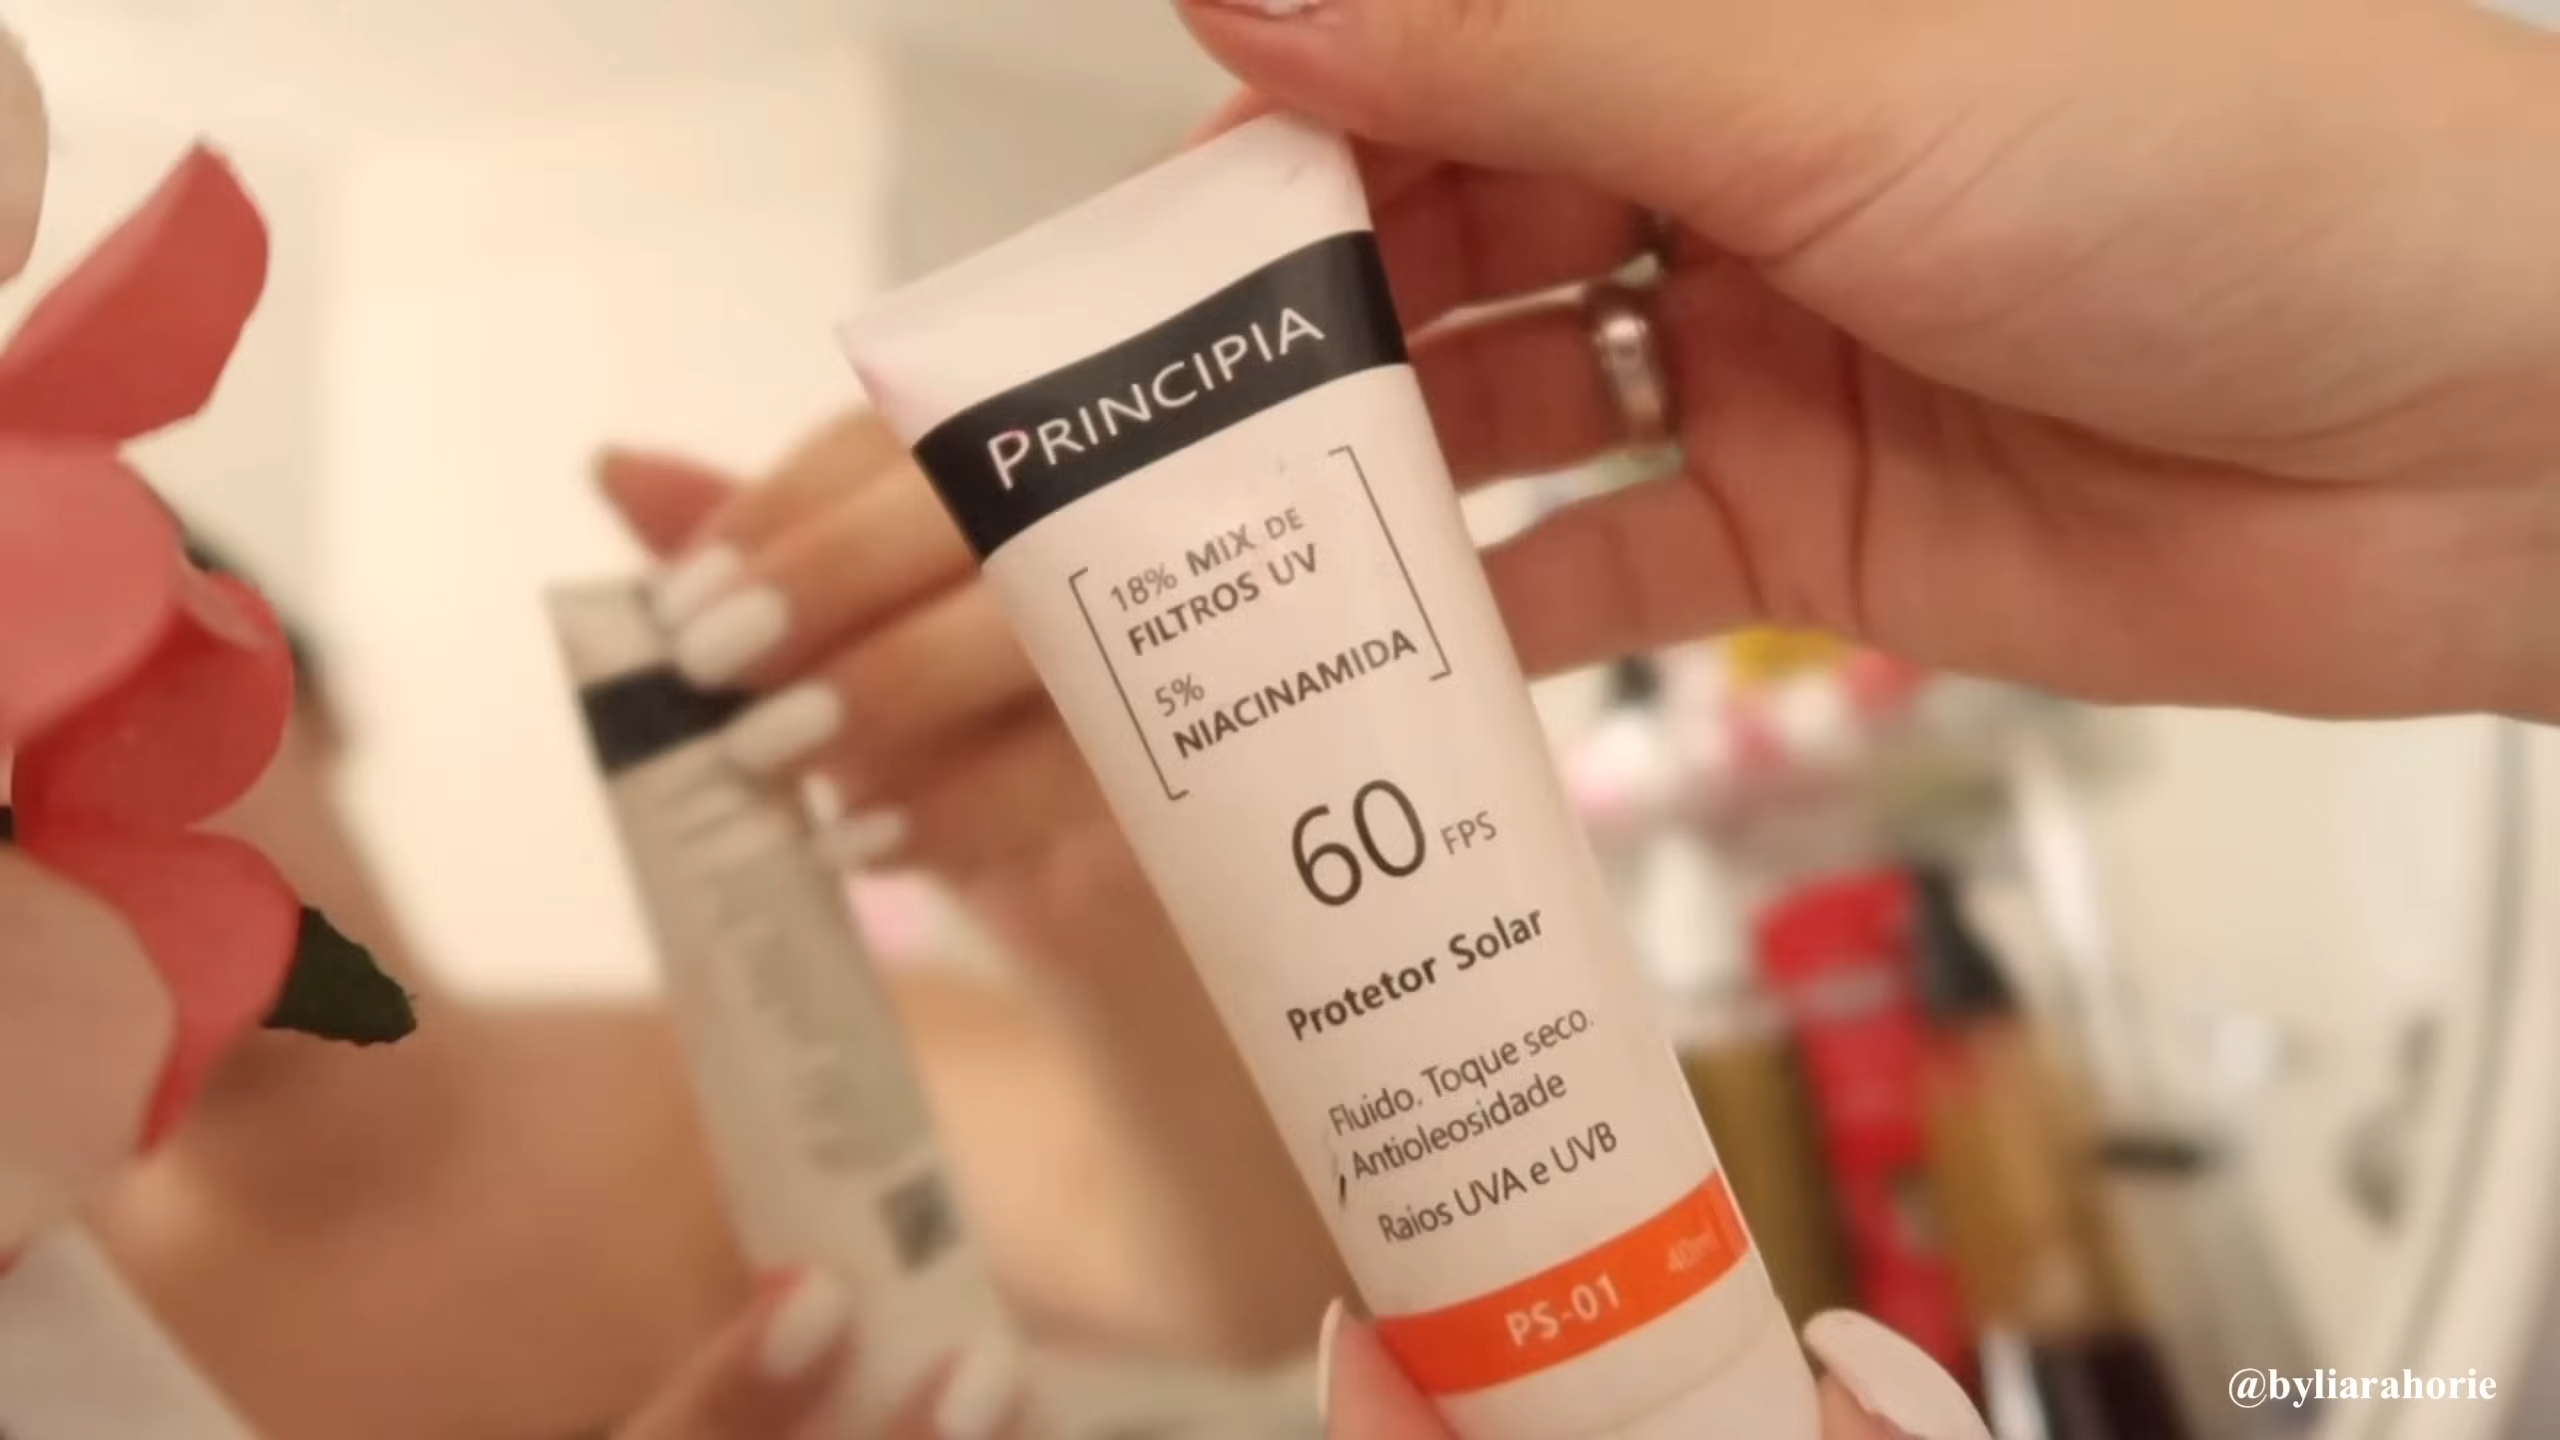 PRINCIPIA
18% MIX DE
FILTROS UV
5%
NIACINAMIDA
60 FPS
Protetor Solar
Fluido. Toque seco.
Antioleosidade
Raios UVA e UVB
PS-01 40ml
@byliarahorie